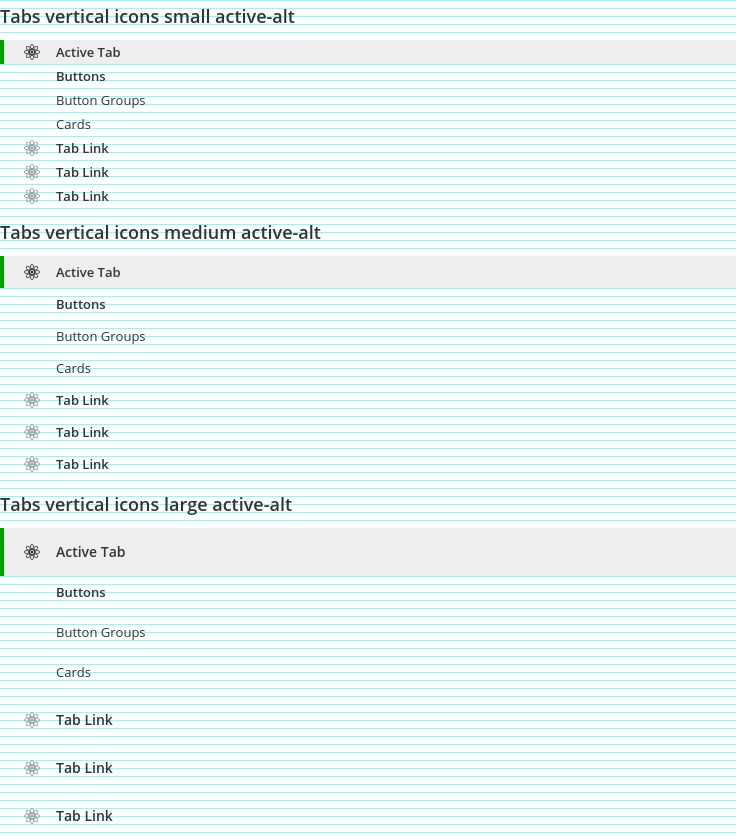 Tabs vertical icons small active-alt
Active Tab
Buttons
Button Groups
Cards
Tab Link
Tab Link
Tab Link
Tabs vertical icons medium active-alt
Active Tab
Buttons
Button Groups
Cards
Tab Link
Tab Link
Tab Link
Tabs vertical icons large active-alt
Active Tab
Buttons
Button Groups
Cards
Tab Link
Tab Link
Tab Link